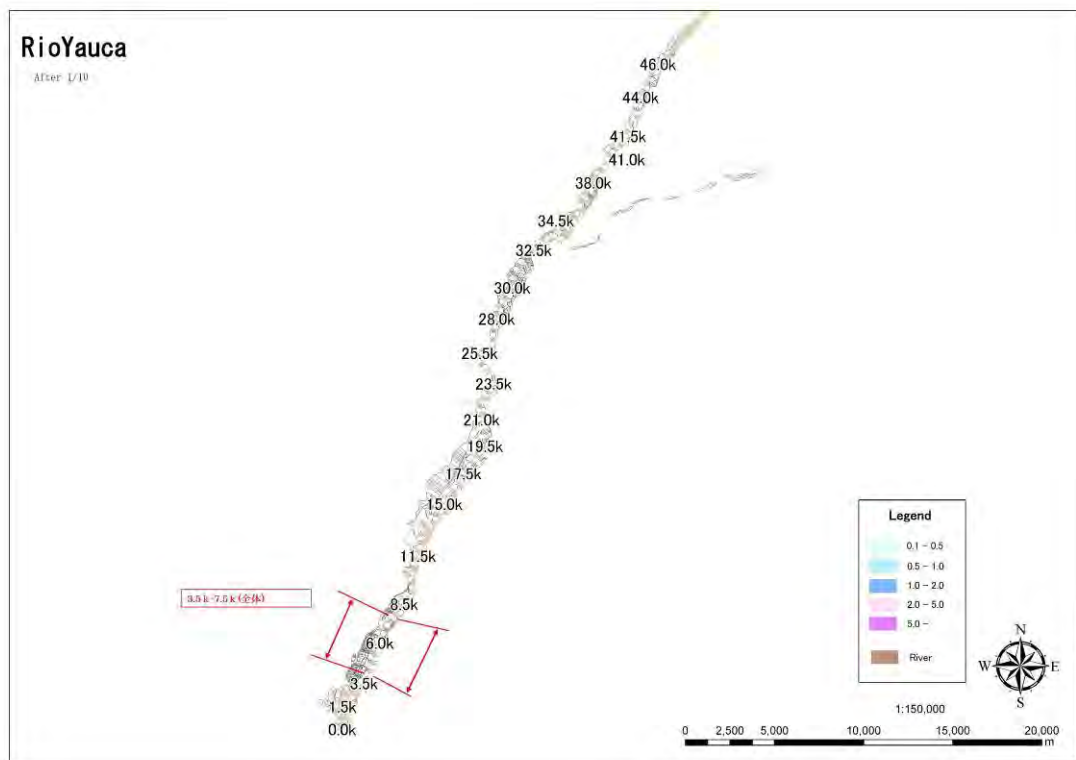 RioYauca
After 1/10
46.0k
44.0k
41.5k
41.0k
38.0k
34.5k
32.5k
30.0k
28.0k
25.5k
23.5k
21.0k
19.5k
17.5k
15.0k
11.5k
8.5k
6.0k
3.5k
1.5k
0.0k
3.5k-7.5k(全体)
Legend
0.1 - 0.5
0.5 - 1.0
1.0 - 2.0
2.0 - 5.0
5.0 -
River
N
W E
S
1:150,000
0 2,500 5,000 10,000 15,000 20,000
m